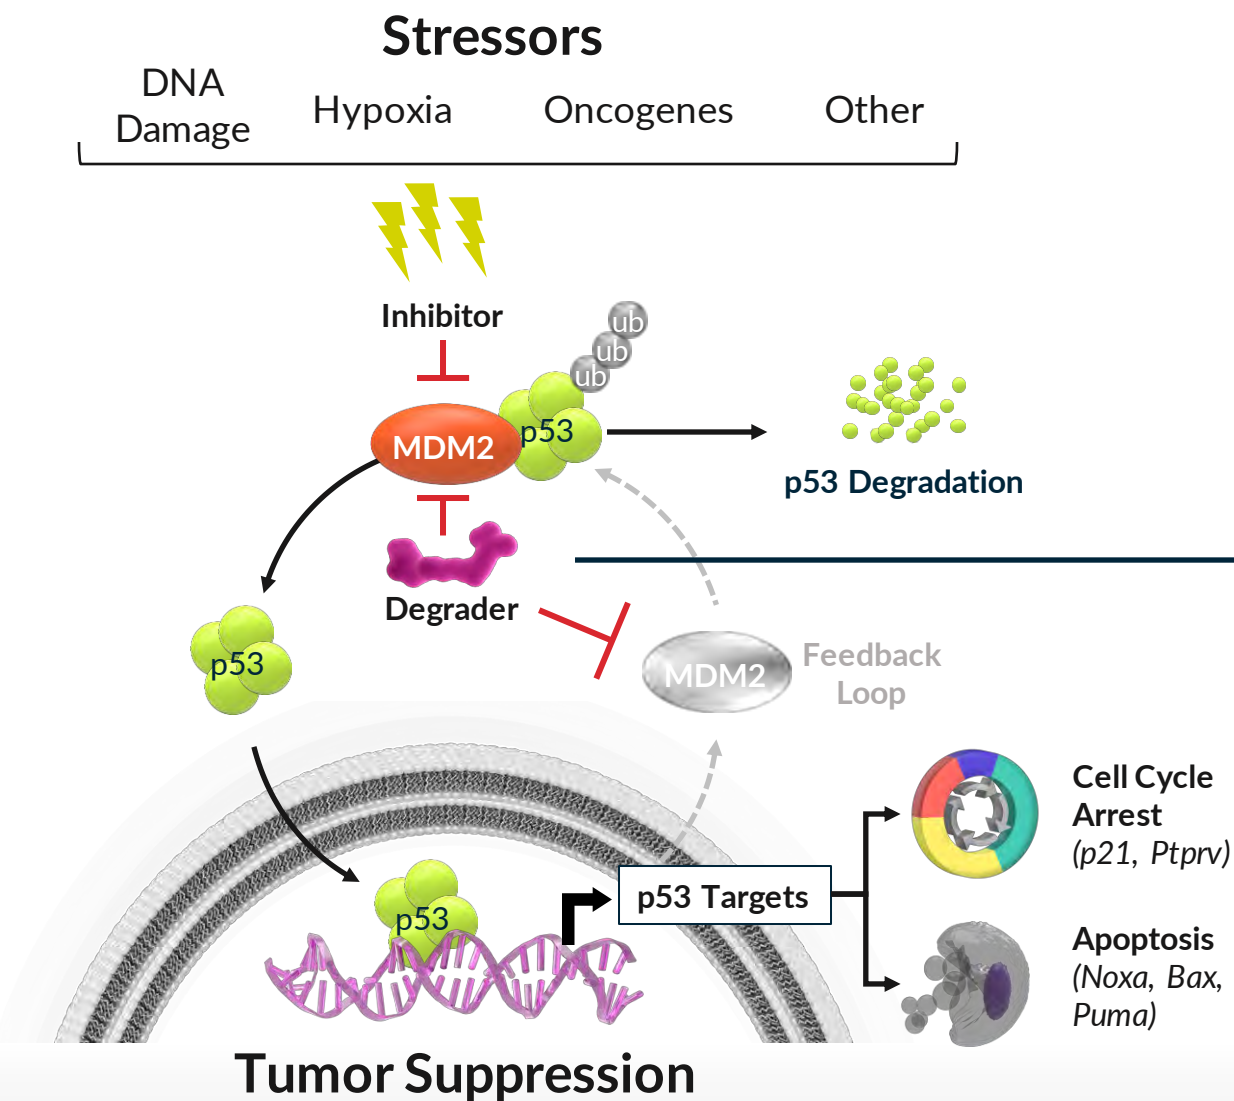 Stressors
DNA
Damage
Hypoxia
Oncogenes
Other
Inhibitor
ub
ub
ub
MDM2
p53
p53 Degradation
Degrader
p53
MDM2
Feedback
Loop
p53
p53 Targets
Cell Cycle
Arrest
(p21, Ptprv)
Apoptosis
(Noxa, Bax,
Puma)
Tumor Suppression